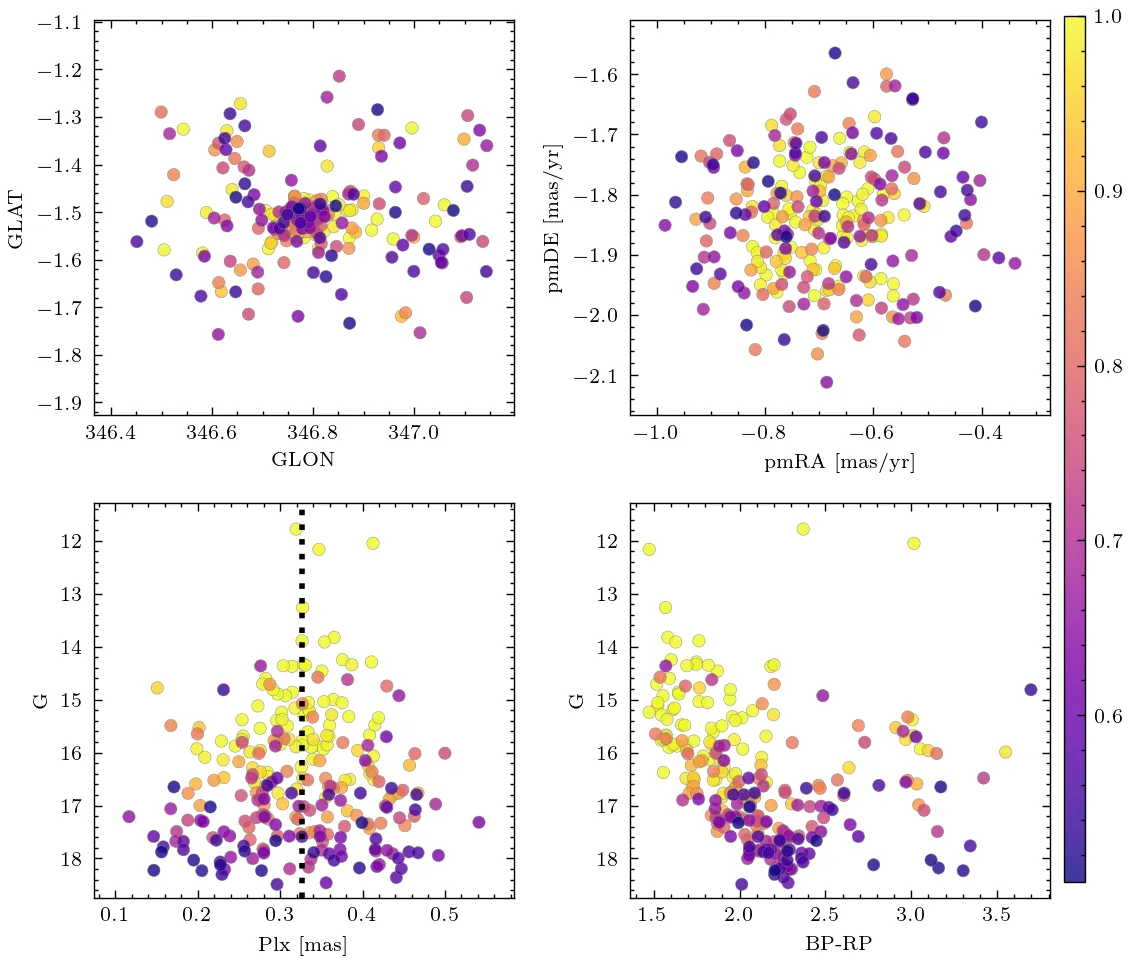 −1.1
−1.2
−1.3
−1.4
−1.5
−1.6
−1.7
−1.8
−1.9
GLAT
346.4 346.6 346.8 347.0
GLON
−1.6
−1.7
−1.8
−1.9
−2.0
−2.1
pmDE [mas/yr]
−1.0 −0.8 −0.6 −0.4
pmRA [mas/yr]
1.0
0.9
0.8
0.7
0.6
12
13
14
15
16
17
18
G
0.1 0.2 0.3 0.4 0.5
Plx [mas]
12
13
14
15
16
17
18
G
1.5 2.0 2.5 3.0 3.5
BP-RP